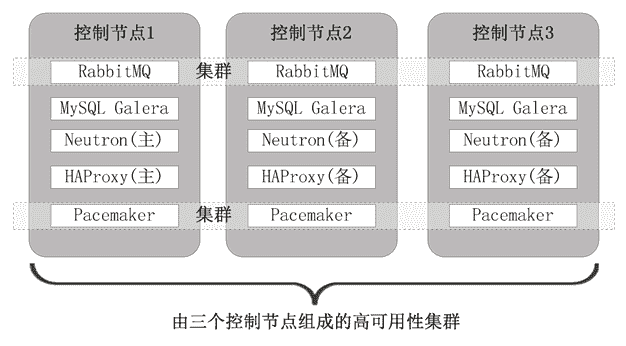 控制节点1 控制节点2 控制节点3
RabbitMQ 集群 RabbitMQ RabbitMQ
MySQL Galera MySQL Galera MySQL Galera
Neutron(主) Neutron(备) Neutron(备)
HAProxy(主) HAProxy(备) HAProxy(备)
Pacemaker 集群 Pacemaker Pacemaker
由三个控制节点组成的高可用性集群